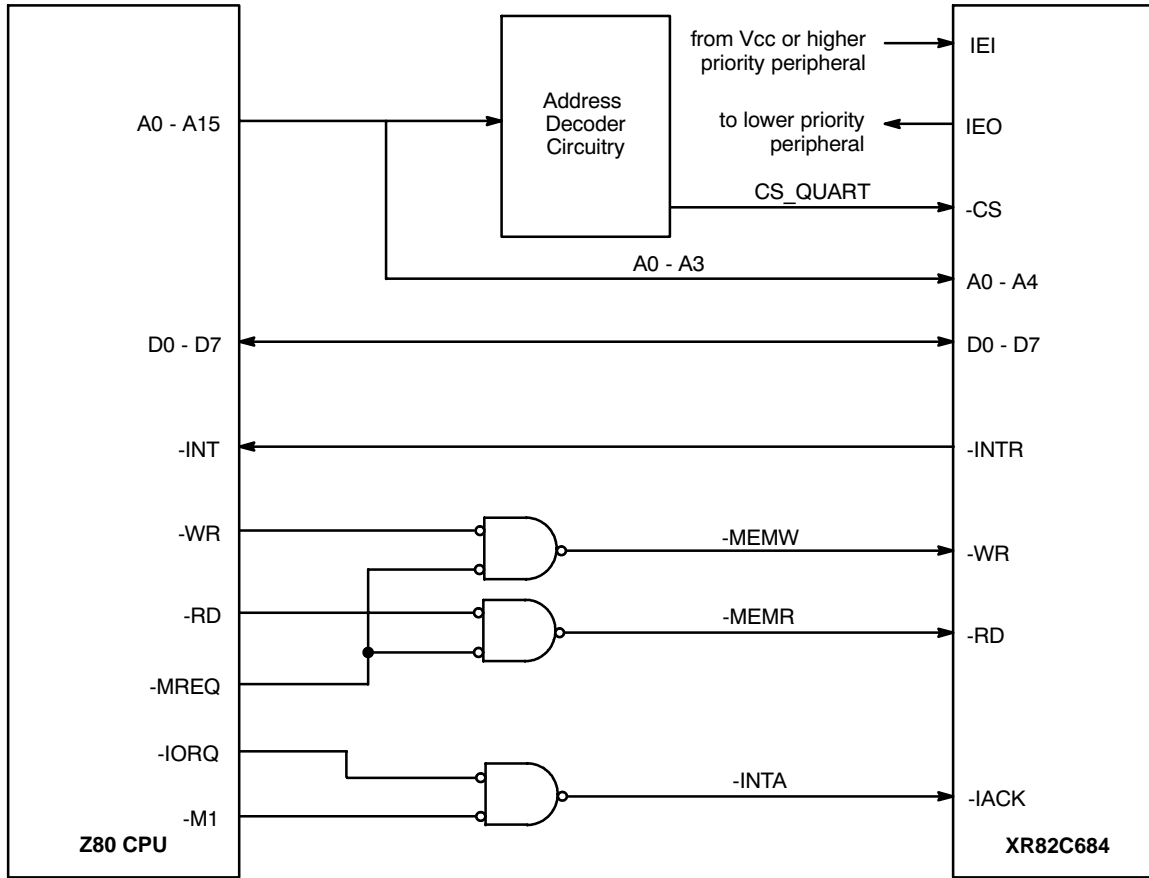 from Vcc or higher
priority peripheral
IEI
A0 - A15
Address
Decoder
Circuitry
to lower priority
peripheral
IEO
CS_QUART
-CS
A0 - A3
A0 - A4
D0 - D7
D0 - D7
-INT
-INTR
-WR
-MEMW
-WR
-RD
-MEMR
-RD
-MREQ
-IORQ
-INTA
-IACK
-M1
Z80 CPU
XR82C684